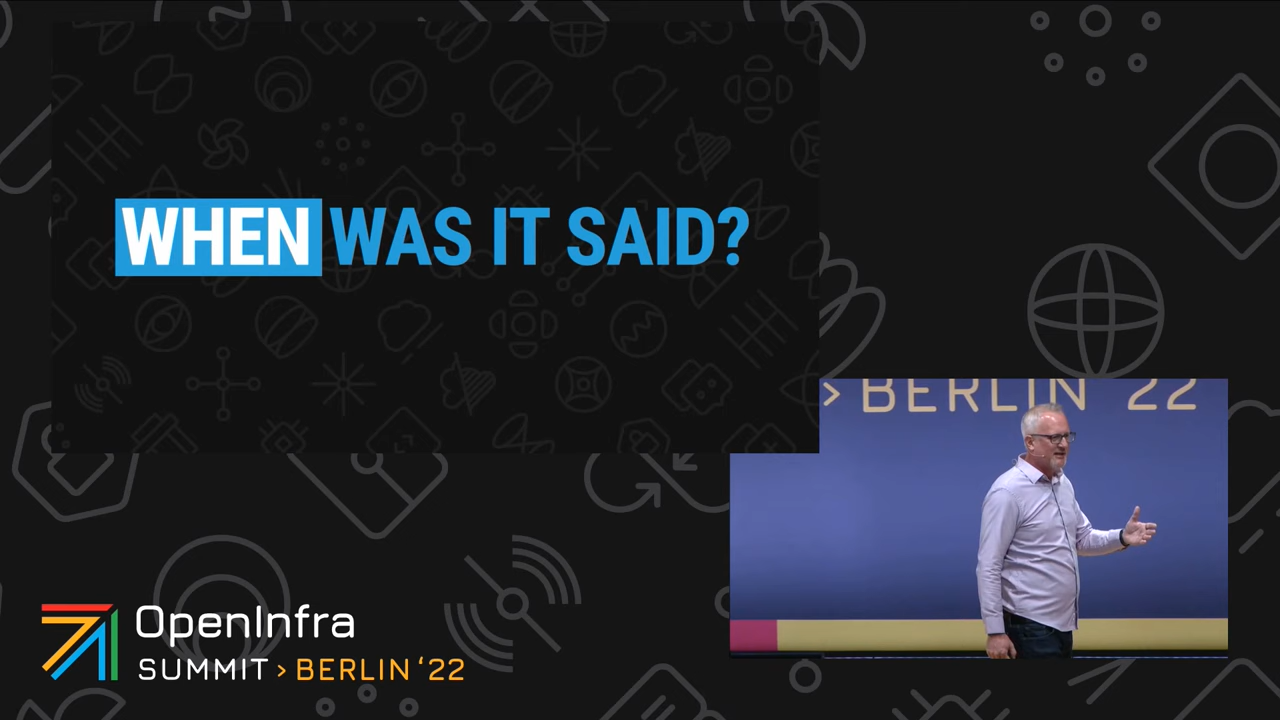 WHEN WAS IT SAID?
> BERLIN '22
OpenInfra
SUMMIT > BERLIN '22